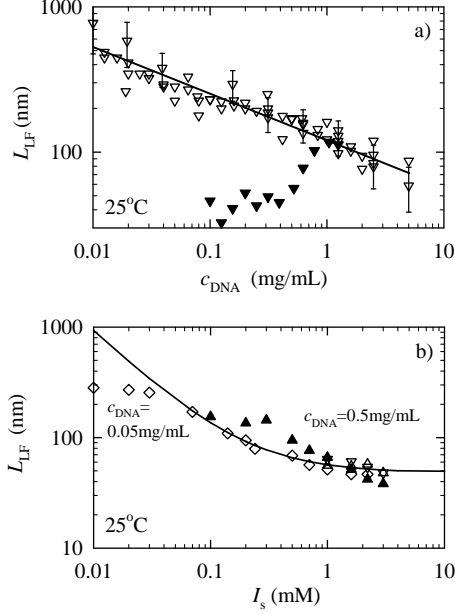 1000
a)
L_LF (nm)
100
25°C
0.01
0.1
1
10
c_DNA (mg/mL)
1000
b)
c_DNA=
0.05mg/mL
c_DNA=0.5mg/mL
L_LF (nm)
100
25°C
10
0.01
0.1
1
10
I_s (mM)